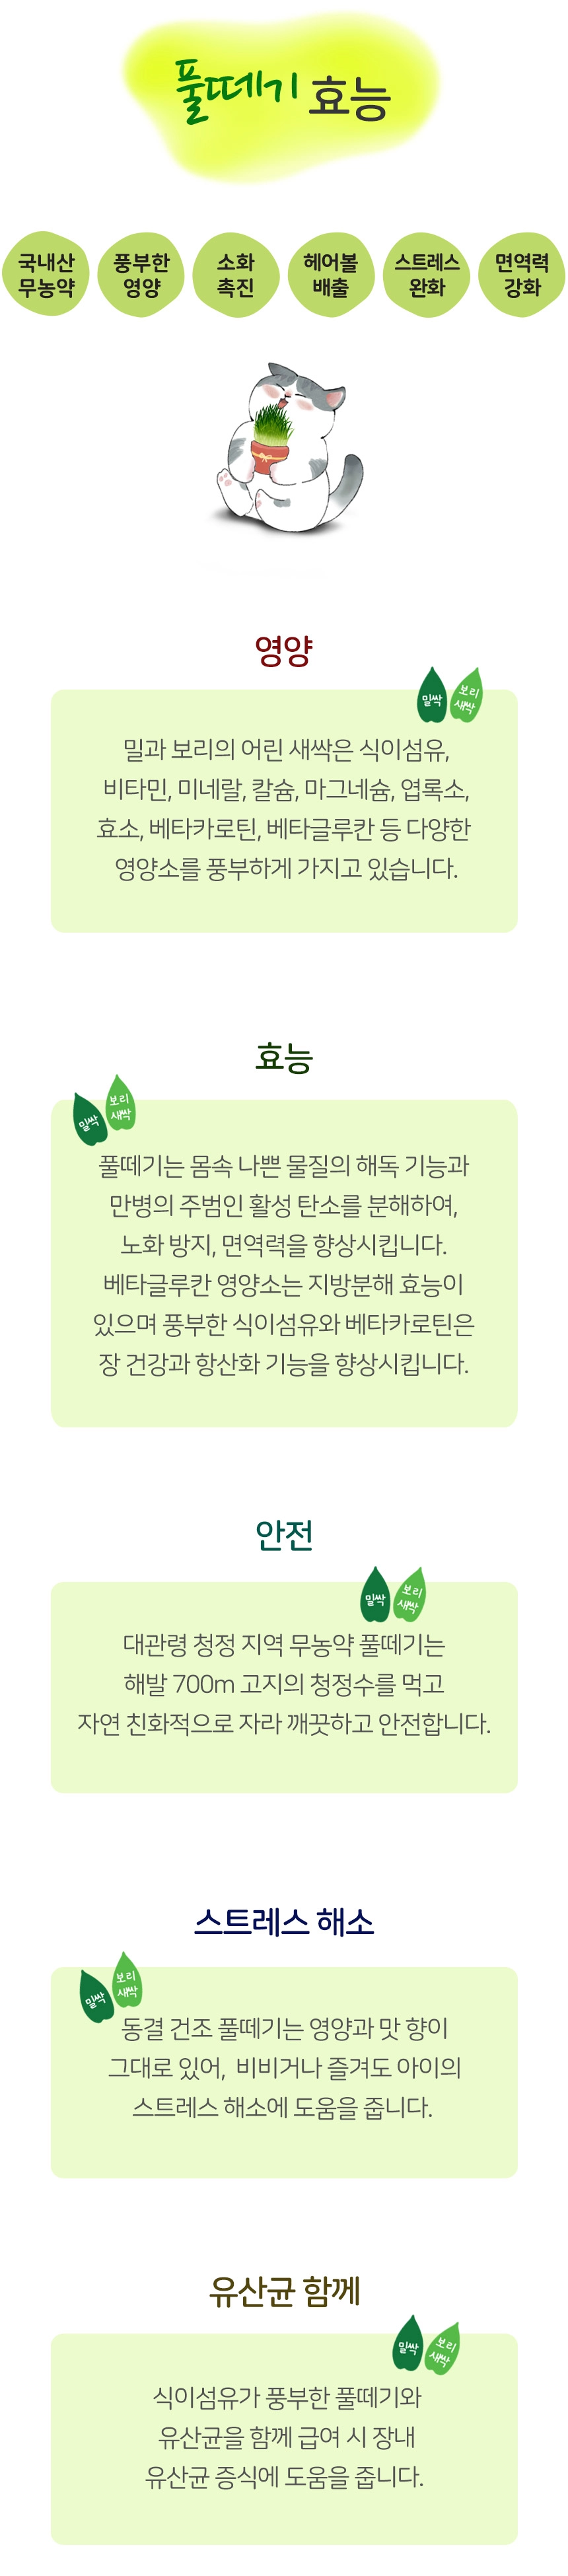 풀떼기 효능
국내산 풍부한 소화 헤어볼 스트레스 면역력
무농약 영양 촉진 배출 완화 강화
영양
밀싹 보리
새싹
밀과 보리의 어린 새싹은 식이섬유,
비타민, 미네랄, 칼슘, 마그네슘, 엽록소,
효소, 베타카로틴, 베타글루칸 등 다양한
영양소를 풍부하게 가지고 있습니다.
효능
밀싹 보리
새싹
풀떼기는 몸속 나쁜 물질의 해독 기능과
만병의 주범인 활성 탄소를 분해하여,
노화 방지, 면역력을 향상시킵니다.
베타글루칸 영양소는 지방분해 효능이
있으며 풍부한 식이섬유와 베타카로틴은
장 건강과 항산화 기능을 향상시킵니다.
안전
밀싹 보리
새싹
대관령 청정 지역 무농약 풀떼기는
해발 700m 고지의 청정수를 먹고
자연 친화적으로 자라 깨끗하고 안전합니다.
스트레스 해소
밀싹 보리
새싹
동결 건조 풀떼기는 영양과 맛 향이
그대로 있어, 비비거나 즐겨도 아이의
스트레스 해소에 도움을 줍니다.
유산균 함께
밀싹 보리
새싹
식이섬유가 풍부한 풀떼기와
유산균을 함께 급여 시 장내
유산균 증식에 도움을 줍니다.